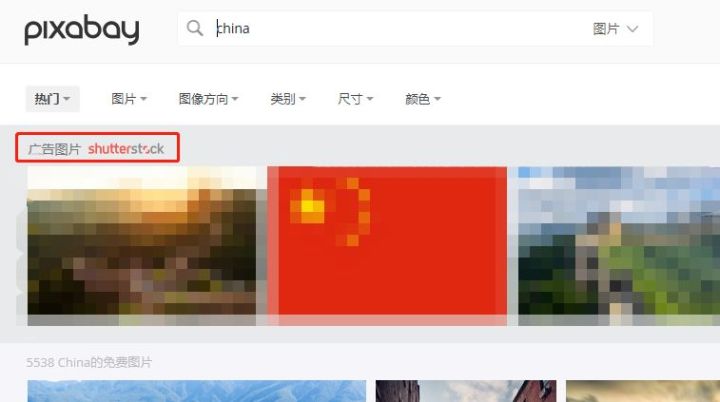 pixabay
china 图片
热门 图片 图像方向 类别 尺寸 颜色
广告图片 shutterstock
5538 China的免费图片